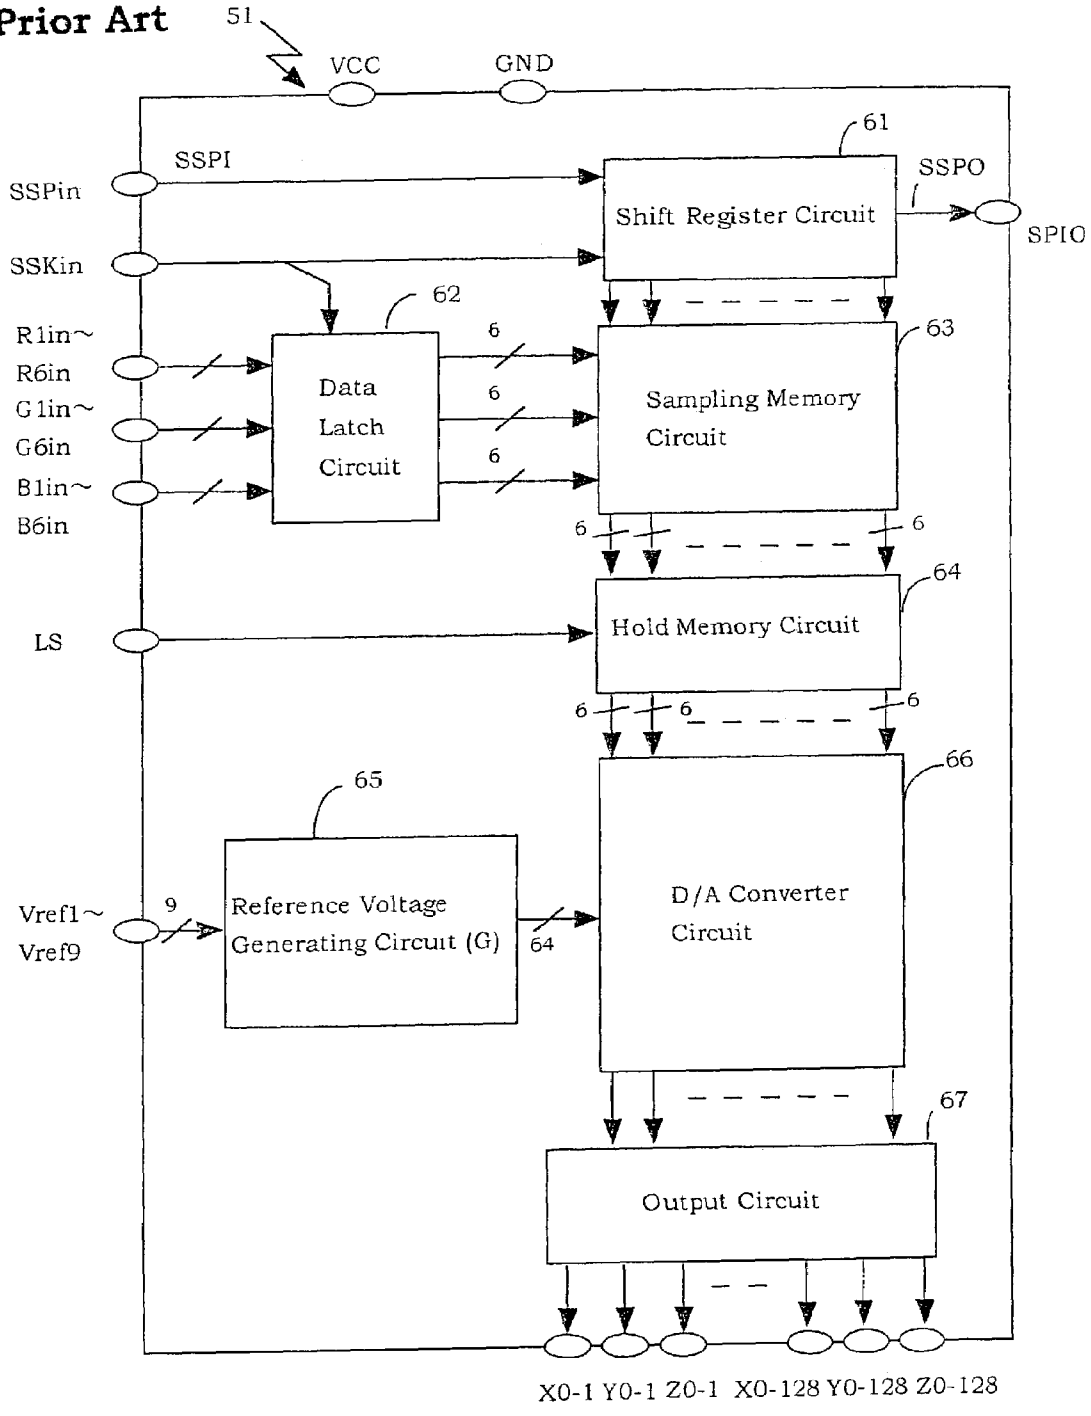 Prior Art
51
VCC
GND
61
SSPI
SSPO
SSPin
Shift Register Circuit
SPIO
SSKin
62
63
R1in~
R6in
6
G1in~
G6in
6
B1in~
B6in
6
Data
Latch
Circuit
Sampling Memory
Circuit
6
6
64
LS
Hold Memory Circuit
6
6
6
66
65
Vref1~
Vref9
9
Reference Voltage
Generating Circuit (G)
64
D/A Converter
Circuit
67
Output Circuit
X0-1 Y0-1 Z0-1 X0-128 Y0-128 Z0-128